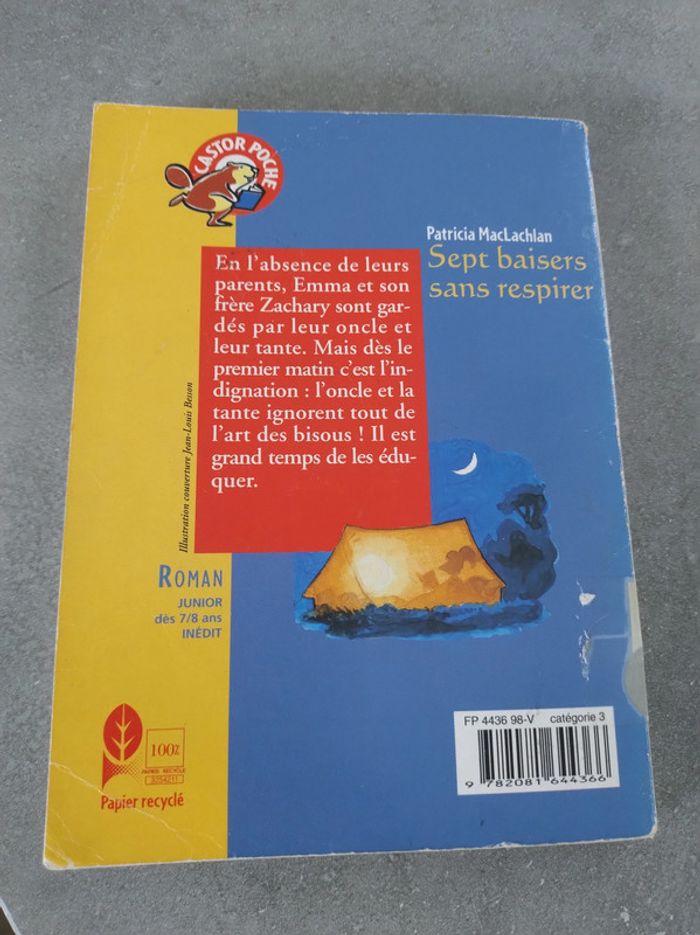 CASTOR POCHE
Patricia MacLachlan
Sept baisers
sans respirer
En l'absence de leurs
parents, Emma et son
frère Zachary sont gar-
dés par leur oncle et
leur tante. Mais dès le
premier matin c'est l'in-
dignation : l'oncle et la
tante ignorent tout de
l'art des bisous ! Il est
grand temps de les édu-
quer.
Illustration couverture Jean-Louis Besson
ROMAN
JUNIOR
dès 7/8 ans
INÉDIT
100%
PAPIER RECYCLÉ
Papier recyclé
FP 4436 98-V catégorie 3
9 782081 644366